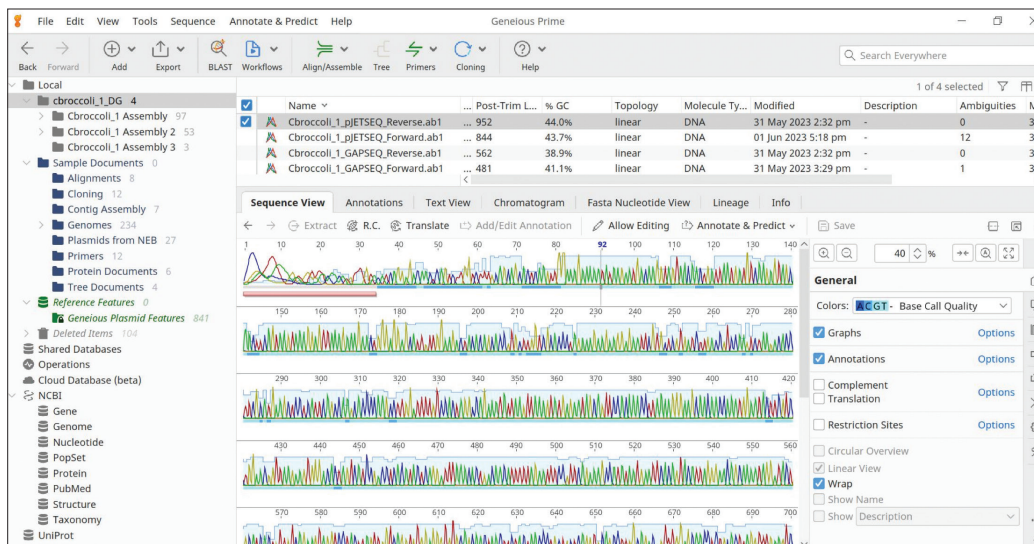 File Edit View Tools Sequence Annotate & Predict Help Geneious Prime
Back Forward Add Export BLAST Workflows Align/Assemble Tree Primers Cloning Help Search Everywhere
Local
cbroccoli_1_DG 4
Cbroccoli_1 Assembly 97
Cbroccoli_1 Assembly 2 53
Cbroccoli_1 Assembly 3 3
Sample Documents 0
Alignments 8
Cloning 12
Contig Assembly 7
Genomes 234
Plasmids from NEB 27
Primers 12
Protein Documents 6
Tree Documents 4
Reference Features 0
Geneious Plasmid Features 841
Deleted Items 104
Shared Databases
Operations
Cloud Database (beta)
NCBI
Gene
Genome
Nucleotide
PopSet
Protein
PubMed
Structure
Taxonomy
UniProt
1 of 4 selected
Name ... Post-Trim L... % GC Topology Molecule Ty... Modified Description Ambiguities M
Cbroccoli_1_pJETSEQ_Reverse.ab1 ... 952 44.0% linear DNA 31 May 2023 2:32 pm - 0 3
Cbroccoli_1_pJETSEQ_Forward.ab1 ... 844 43.7% linear DNA 01 Jun 2023 5:18 pm - 12 3
Cbroccoli_1_GAPSEQ_Reverse.ab1 ... 562 38.9% linear DNA 31 May 2023 2:32 pm - 0 3
Cbroccoli_1_GAPSEQ_Forward.ab1 ... 481 41.1% linear DNA 31 May 2023 3:29 pm - 1 3
Sequence View Annotations Text View Chromatogram Fasta Nucleotide View Lineage Info
Extract R.C. Translate Add/Edit Annotation Allow Editing Annotate & Predict Save
1 10 20 30 40 50 60 70 80 92 100 110 120 130 140
150 160 170 180 190 200 210 220 230 240 250 260 270 280
290 300 310 320 330 340 350 360 370 380 390 400 410 420
430 440 450 460 470 480 490 500 510 520 530 540 550 560
570 580 590 600 610 620 630 640 650 660 670 680 690 700
40 %
General
Colors: ACGT - Base Call Quality
Graphs Options
Annotations Options
Complement
Translation Options
Restriction Sites Options
Circular Overview
Linear View
Wrap
Show Name
Show Description